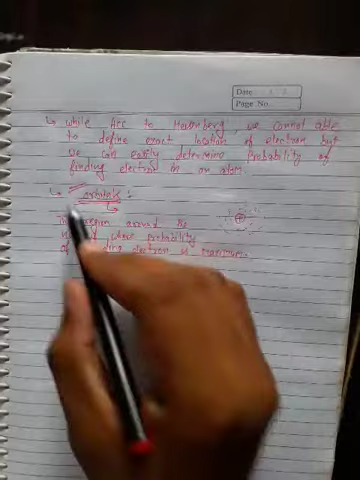 Date
Page No.
↳ while Acc to Heisenberg, we cannot able
to define exact location of electron but
we can easily determine probability of
finding electron in an atom
↳ orbitals :
region around the
where probability
of electron is maximum.